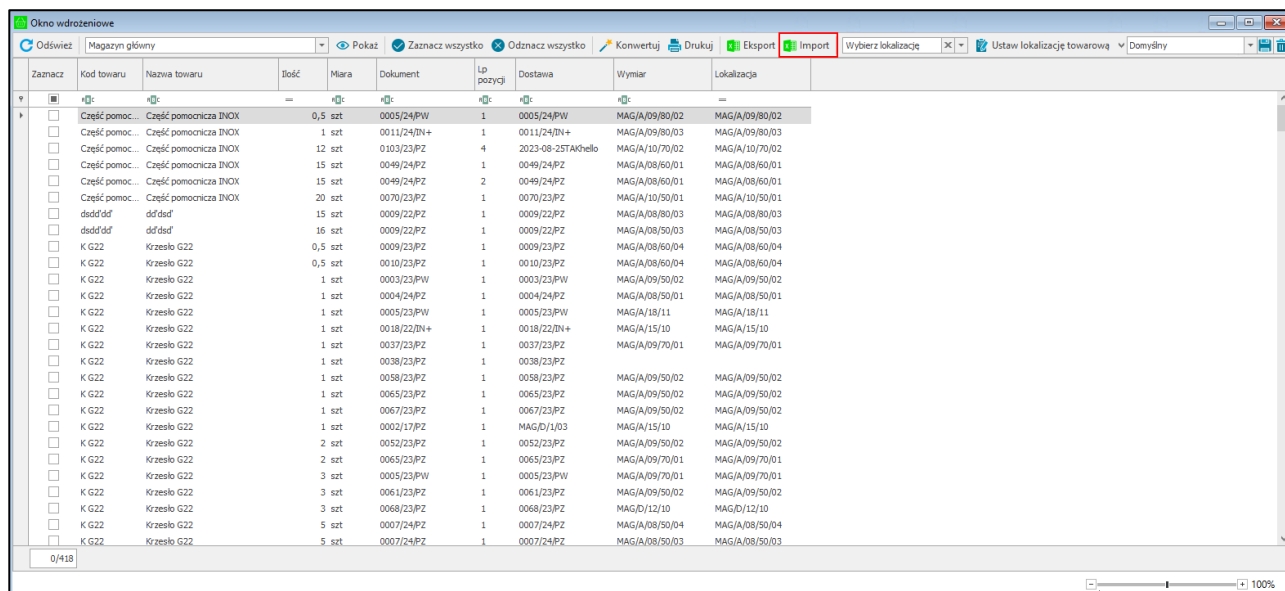 Okno wdrożeniowe
Odśwież Magazyn główny Pokaż Zaznacz wszystko Odznacz wszystko Konwertuj Drukuj Eksport Import Wybierz lokalizację Ustaw lokalizację towarową Domyślny
Zaznacz Kod towaru Nazwa towaru Ilość Miara Dokument Lp pozycji Dostawa Wymiar Lokalizacja
Część pomoc... Część pomocnicza INOX 0,5 szt 0005/24/PW 1 0005/24/PW MAG/A/09/80/02 MAG/A/09/80/02
Część pomoc... Część pomocnicza INOX 1 szt 0011/24/IN+ 1 0011/24/IN+ MAG/A/09/80/03 MAG/A/09/80/03
Część pomoc... Część pomocnicza INOX 12 szt 0103/23/PZ 4 2023-08-25TAKhello MAG/A/10/70/02 MAG/A/10/70/02
Część pomoc... Część pomocnicza INOX 15 szt 0049/24/PZ 1 0049/24/PZ MAG/A/08/60/01 MAG/A/08/60/01
Część pomoc... Część pomocnicza INOX 15 szt 0049/24/PZ 2 0049/24/PZ MAG/A/08/60/01 MAG/A/08/60/01
Część pomoc... Część pomocnicza INOX 20 szt 0070/23/PZ 1 0070/23/PZ MAG/A/10/50/01 MAG/A/10/50/01
dsdd'dd' dd'dsd' 15 szt 0009/22/PZ 1 0009/22/PZ MAG/A/08/80/03 MAG/A/08/80/03
dsdd'dd' dd'dsd' 16 szt 0009/22/PZ 1 0009/22/PZ MAG/A/08/50/03 MAG/A/08/50/03
K G22 Krzesło G22 0,5 szt 0009/23/PZ 1 0009/23/PZ MAG/A/08/60/04 MAG/A/08/60/04
K G22 Krzesło G22 0,5 szt 0010/23/PZ 1 0010/23/PZ MAG/A/08/60/04 MAG/A/08/60/04
K G22 Krzesło G22 1 szt 0003/23/PW 1 0003/23/PW MAG/A/09/50/02 MAG/A/09/50/02
K G22 Krzesło G22 1 szt 0004/24/PZ 1 0004/24/PZ MAG/A/08/50/01 MAG/A/08/50/01
K G22 Krzesło G22 1 szt 0005/23/PW 1 0005/23/PW MAG/A/18/11 MAG/A/18/11
K G22 Krzesło G22 1 szt 0018/22/IN+ 1 0018/22/IN+ MAG/A/15/10 MAG/A/15/10
K G22 Krzesło G22 1 szt 0037/23/PZ 1 0037/23/PZ MAG/A/09/70/01 MAG/A/09/70/01
K G22 Krzesło G22 1 szt 0038/23/PZ 1 0038/23/PZ
K G22 Krzesło G22 1 szt 0058/23/PZ 1 0058/23/PZ MAG/A/09/50/02 MAG/A/09/50/02
K G22 Krzesło G22 1 szt 0065/23/PZ 1 0065/23/PZ MAG/A/09/50/02 MAG/A/09/50/02
K G22 Krzesło G22 1 szt 0067/23/PZ 1 0067/23/PZ MAG/A/09/50/02 MAG/A/09/50/02
K G22 Krzesło G22 1 szt 0002/17/PZ 1 MAG/D/1/03 MAG/A/15/10 MAG/A/15/10
K G22 Krzesło G22 2 szt 0052/23/PZ 1 0052/23/PZ MAG/A/09/50/02 MAG/A/09/50/02
K G22 Krzesło G22 2 szt 0065/23/PZ 1 0065/23/PZ MAG/A/09/70/01 MAG/A/09/70/01
K G22 Krzesło G22 3 szt 0005/23/PW 1 0005/23/PW MAG/A/09/70/01 MAG/A/09/70/01
K G22 Krzesło G22 3 szt 0061/23/PZ 1 0061/23/PZ MAG/A/09/50/02 MAG/A/09/50/02
K G22 Krzesło G22 3 szt 0068/23/PZ 1 0068/23/PZ MAG/D/12/10 MAG/D/12/10
K G22 Krzesło G22 5 szt 0007/24/PZ 1 0007/24/PZ MAG/A/08/50/04 MAG/A/08/50/04
K G22 Krzesło G22 5 szt 0007/24/PZ 1 0007/24/PZ MAG/A/08/50/03 MAG/A/08/50/03
0/418
100%